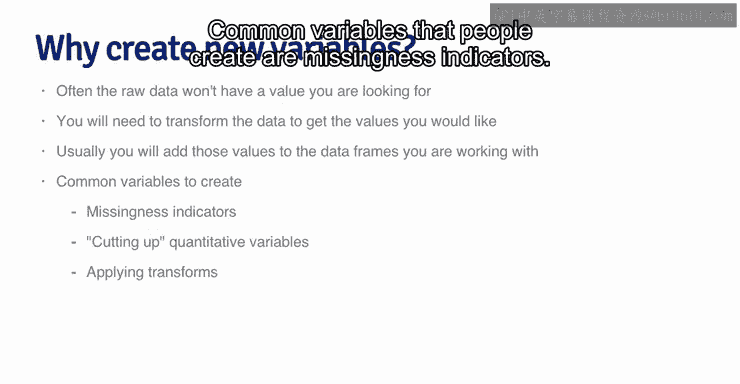 Why create new variables?
Common variables that people
create are missingness indicators.
· Often the raw data won't have a value you are looking for
· You will need to transform the data to get the values you would like
· Usually you will add those values to the data frames you are working with
· Common variables to create
- Missingness indicators
- "Cutting up" quantitative variables
- Applying transforms